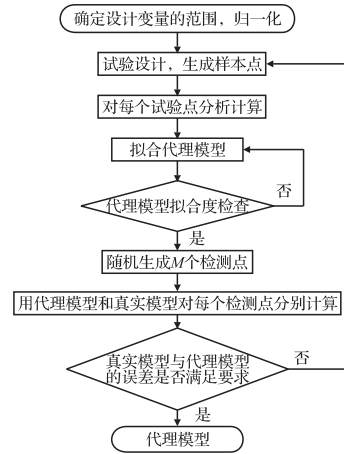 确定设计变量的范围，归一化
试验设计，生成样本点
对每个试验点分析计算
拟合代理模型
否
代理模型拟合度检查
是
随机生成M个检测点
用代理模型和真实模型对每个检测点分别计算
否
真实模型与代理模型
的误差是否满足要求
是
代理模型